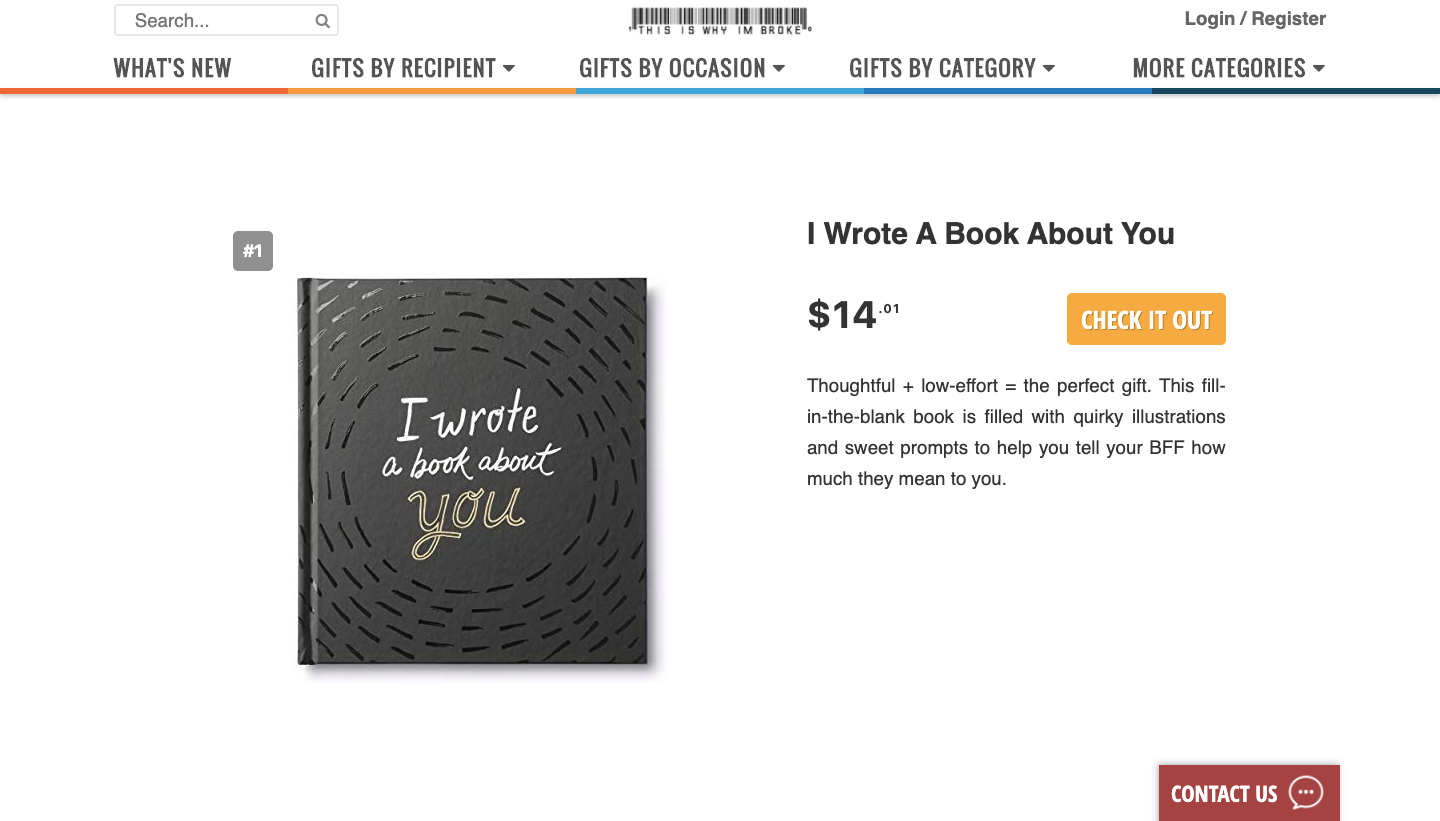 Search...
THIS IS WHY IM BROKE
Login / Register
WHAT'S NEW
GIFTS BY RECIPIENT
GIFTS BY OCCASION
GIFTS BY CATEGORY
MORE CATEGORIES
#1
I wrote
a book about
you
I Wrote A Book About You
$14.01
CHECK IT OUT
Thoughtful + low-effort = the perfect gift. This fill-
in-the-blank book is filled with quirky illustrations
and sweet prompts to help you tell your BFF how
much they mean to you.
CONTACT US